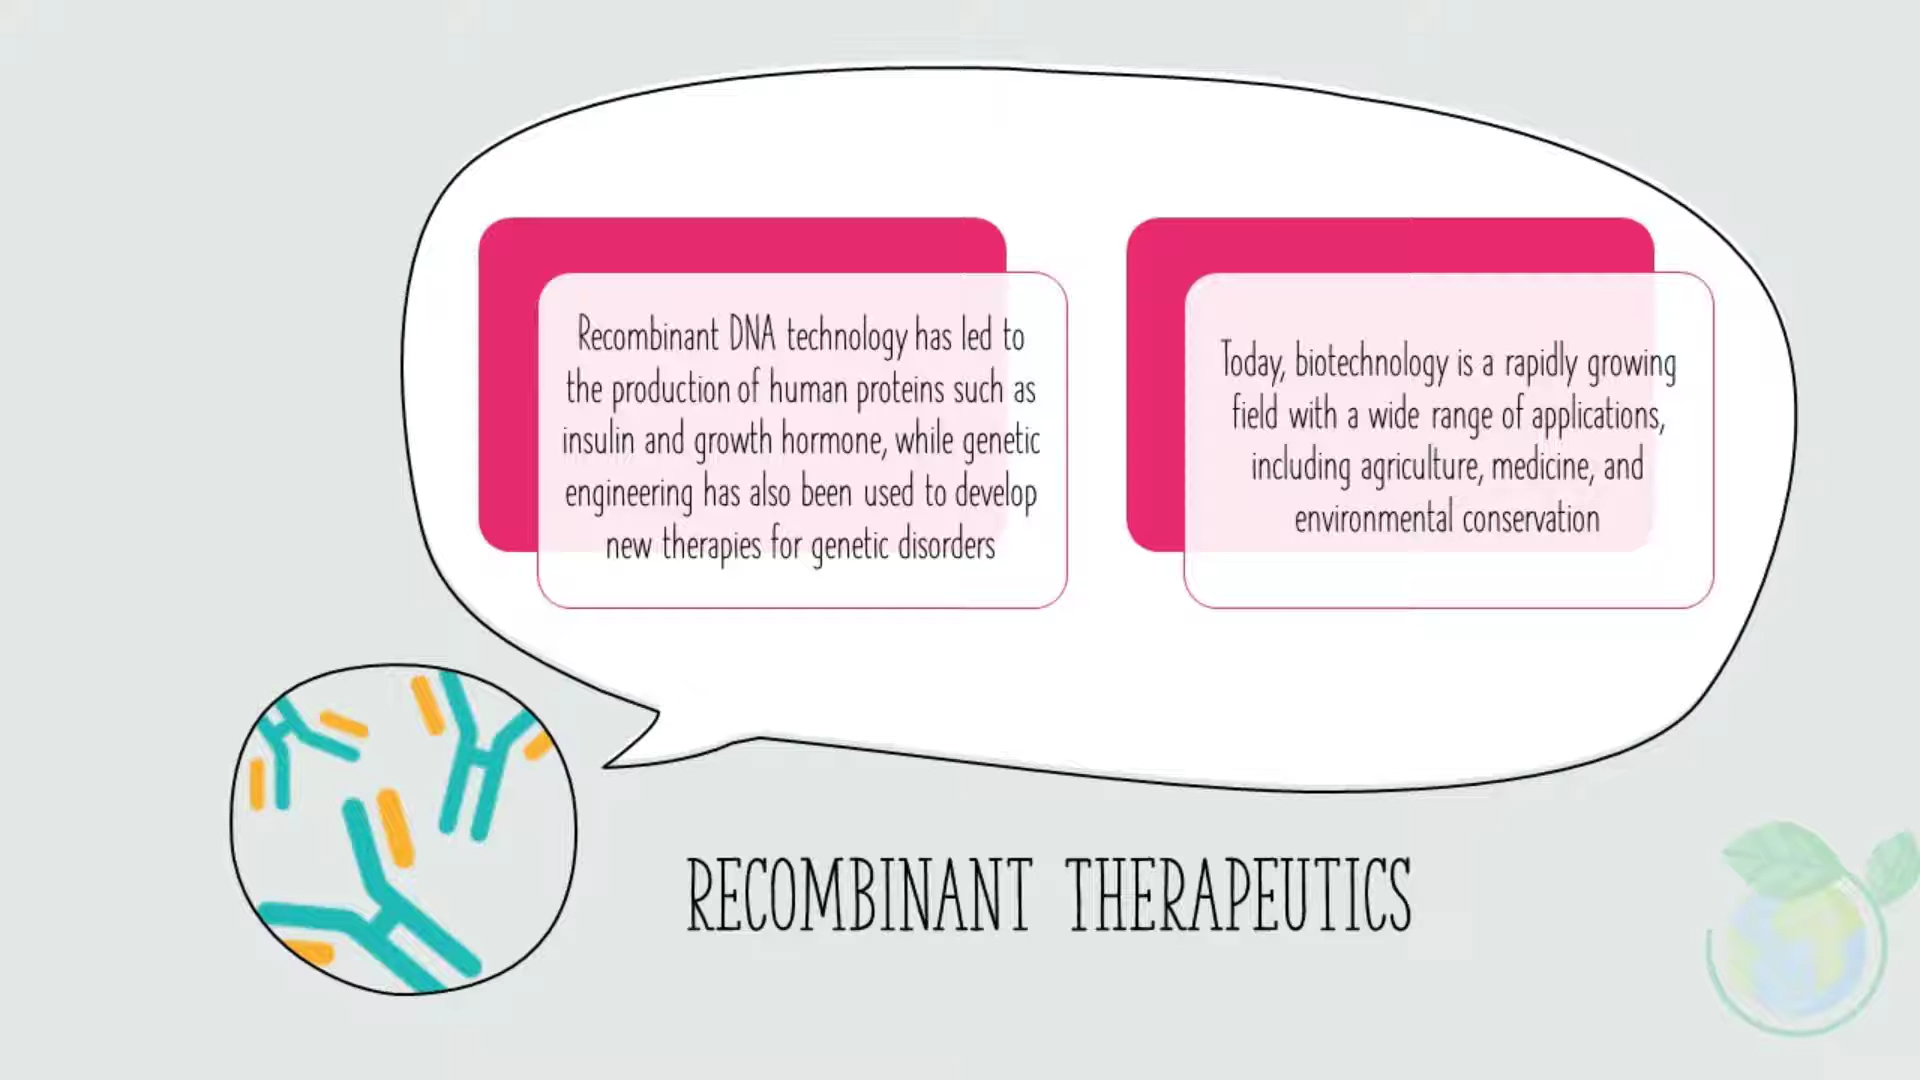 Recombinant DNA technology has led to
the production of human proteins such as
insulin and growth hormone, while genetic
engineering has also been used to develop
new therapies for genetic disorders
Today, biotechnology is a rapidly growing
field with a wide range of applications,
including agriculture, medicine, and
environmental conservation
RECOMBINANT THERAPEUTICS